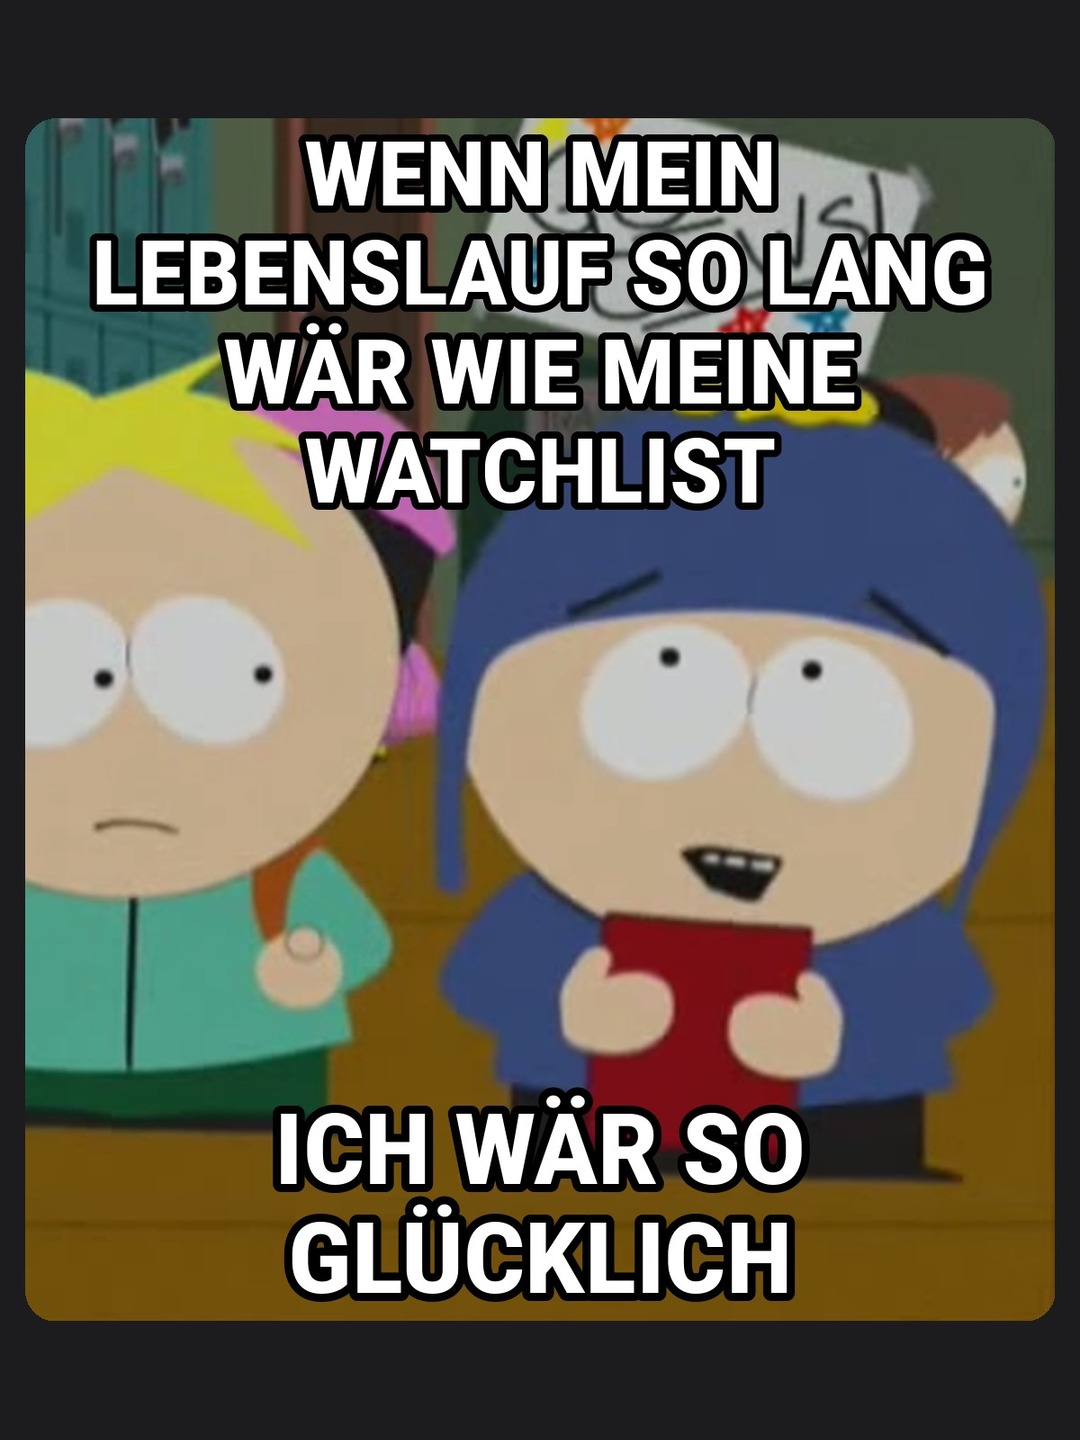 WENN MEIN
LEBENSLAUF SO LANG
WÄR WIE MEINE
WATCHLIST
ICH WÄR SO
GLÜCKLICH